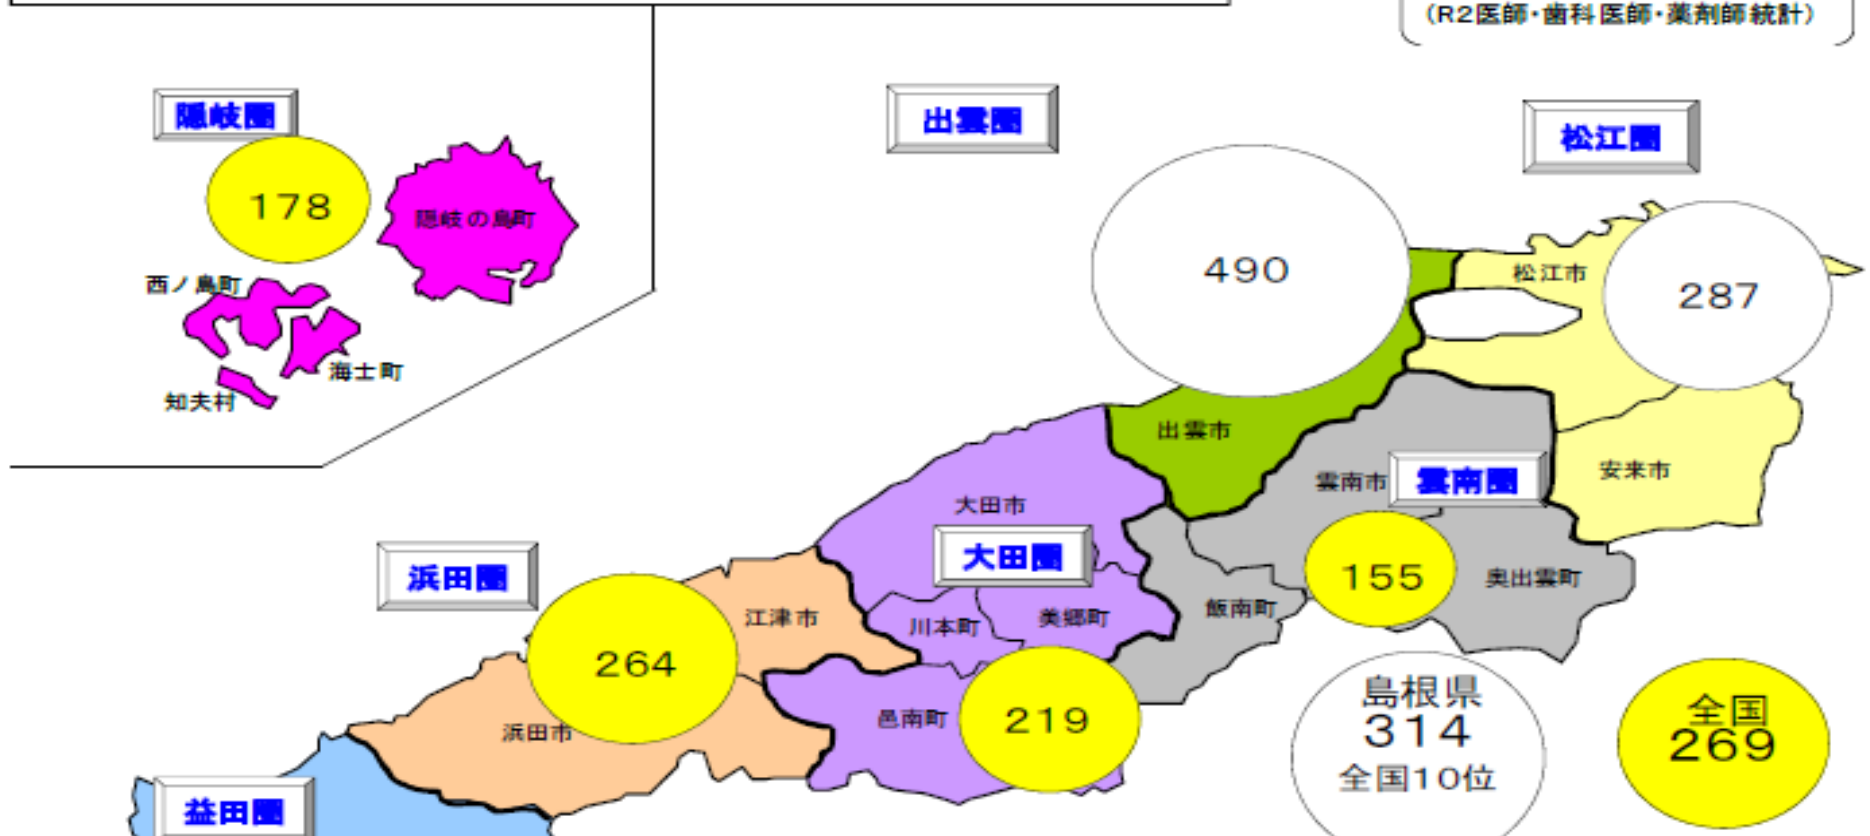 (R2医師・歯科医師・薬剤師統計)
隠岐圏
出雲圏
松江圏
178
隠岐の島町
西ノ島町
海士町
知夫村
490
松江市
287
出雲市
雲南市
雲南圏
安来市
大田市
大田圏
155
奥出雲町
浜田圏
飯南町
江津市
川本町
美郷町
264
219
邑南町
浜田市
島根県
314
全国10位
全国
269
益田圏